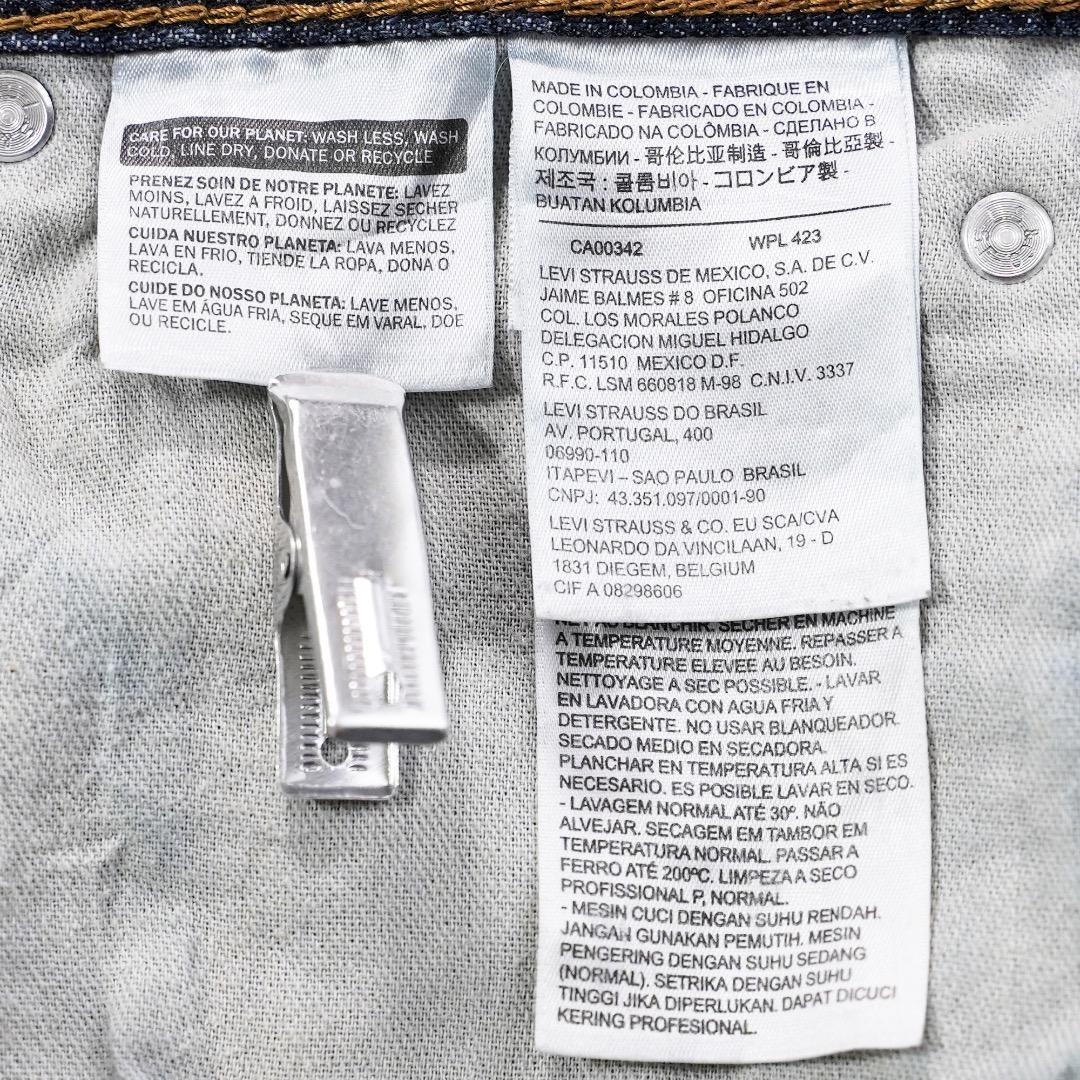 CARE FOR OUR PLANET: WASH LESS, WASH
COLD, LINE DRY, DONATE OR RECYCLE
PRENEZ SOIN DE NOTRE PLANETE: LAVEZ
MOINS, LAVEZ A FROID, LAISSEZ SECHER
NATURELLEMENT, DONNEZ OU RECYCLEZ
CUIDA NUESTRO PLANETA: LAVA MENOS,
LAVA EN FRIO, TIENDE LA ROPA, DONA O
RECICLA.
CUIDE DO NOSSO PLANETA: LAVE MENOS,
LAVE EM ÁGUA FRIA, SEQUE EM VARAL, DOE
OU RECICLE.
MADE IN COLOMBIA - FABRIQUE EN
COLOMBIE - FABRICADO EN COLOMBIA -
FABRICADO NA COLÔMBIA - СДЕЛАНО В
КОЛУМБИИ - 哥伦比亚制造 - 哥倫比亞製 -
제조국 : 콜롬비아 - コロンビア製 -
BUATAN KOLUMBIA
CA00342 WPL 423
LEVI STRAUSS DE MEXICO, S.A. DE C.V.
JAIME BALMES # 8 OFICINA 502
COL. LOS MORALES POLANCO
DELEGACION MIGUEL HIDALGO
C.P. 11510 MEXICO D.F.
R.F.C. LSM 660818 M-98 C.N.I.V. 3337
LEVI STRAUSS DO BRASIL
AV. PORTUGAL, 400
06990-110
ITAPEVI – SAO PAULO BRASIL
CNPJ: 43.351.097/0001-90
LEVI STRAUSS & CO. EU SCA/CVA
LEONARDO DA VINCILAAN, 19 - D
1831 DIEGEM, BELGIUM
CIF A 08298606
BLANCHIR. SECHER EN MACHINE
A TEMPERATURE MOYENNE. REPASSER A
TEMPERATURE ELEVEE AU BESOIN.
NETTOYAGE A SEC POSSIBLE. - LAVAR
EN LAVADORA CON AGUA FRIA Y
DETERGENTE. NO USAR BLANQUEADOR.
SECADO MEDIO EN SECADORA.
PLANCHAR EN TEMPERATURA ALTA SI ES
NECESARIO. ES POSIBLE LAVAR EN SECO.
- LAVAGEM NORMAL ATÉ 30º. NÃO
ALVEJAR. SECAGEM EM TAMBOR EM
TEMPERATURA NORMAL. PASSAR A
FERRO ATÉ 200ºC. LIMPEZA A SECO
PROFISSIONAL P, NORMAL.
- MESIN CUCI DENGAN SUHU RENDAH.
JANGAN GUNAKAN PEMUTIH. MESIN
PENGERING DENGAN SUHU SEDANG
(NORMAL). SETRIKA DENGAN SUHU
TINGGI JIKA DIPERLUKAN. DAPAT DICUCI
KERING PROFESIONAL.